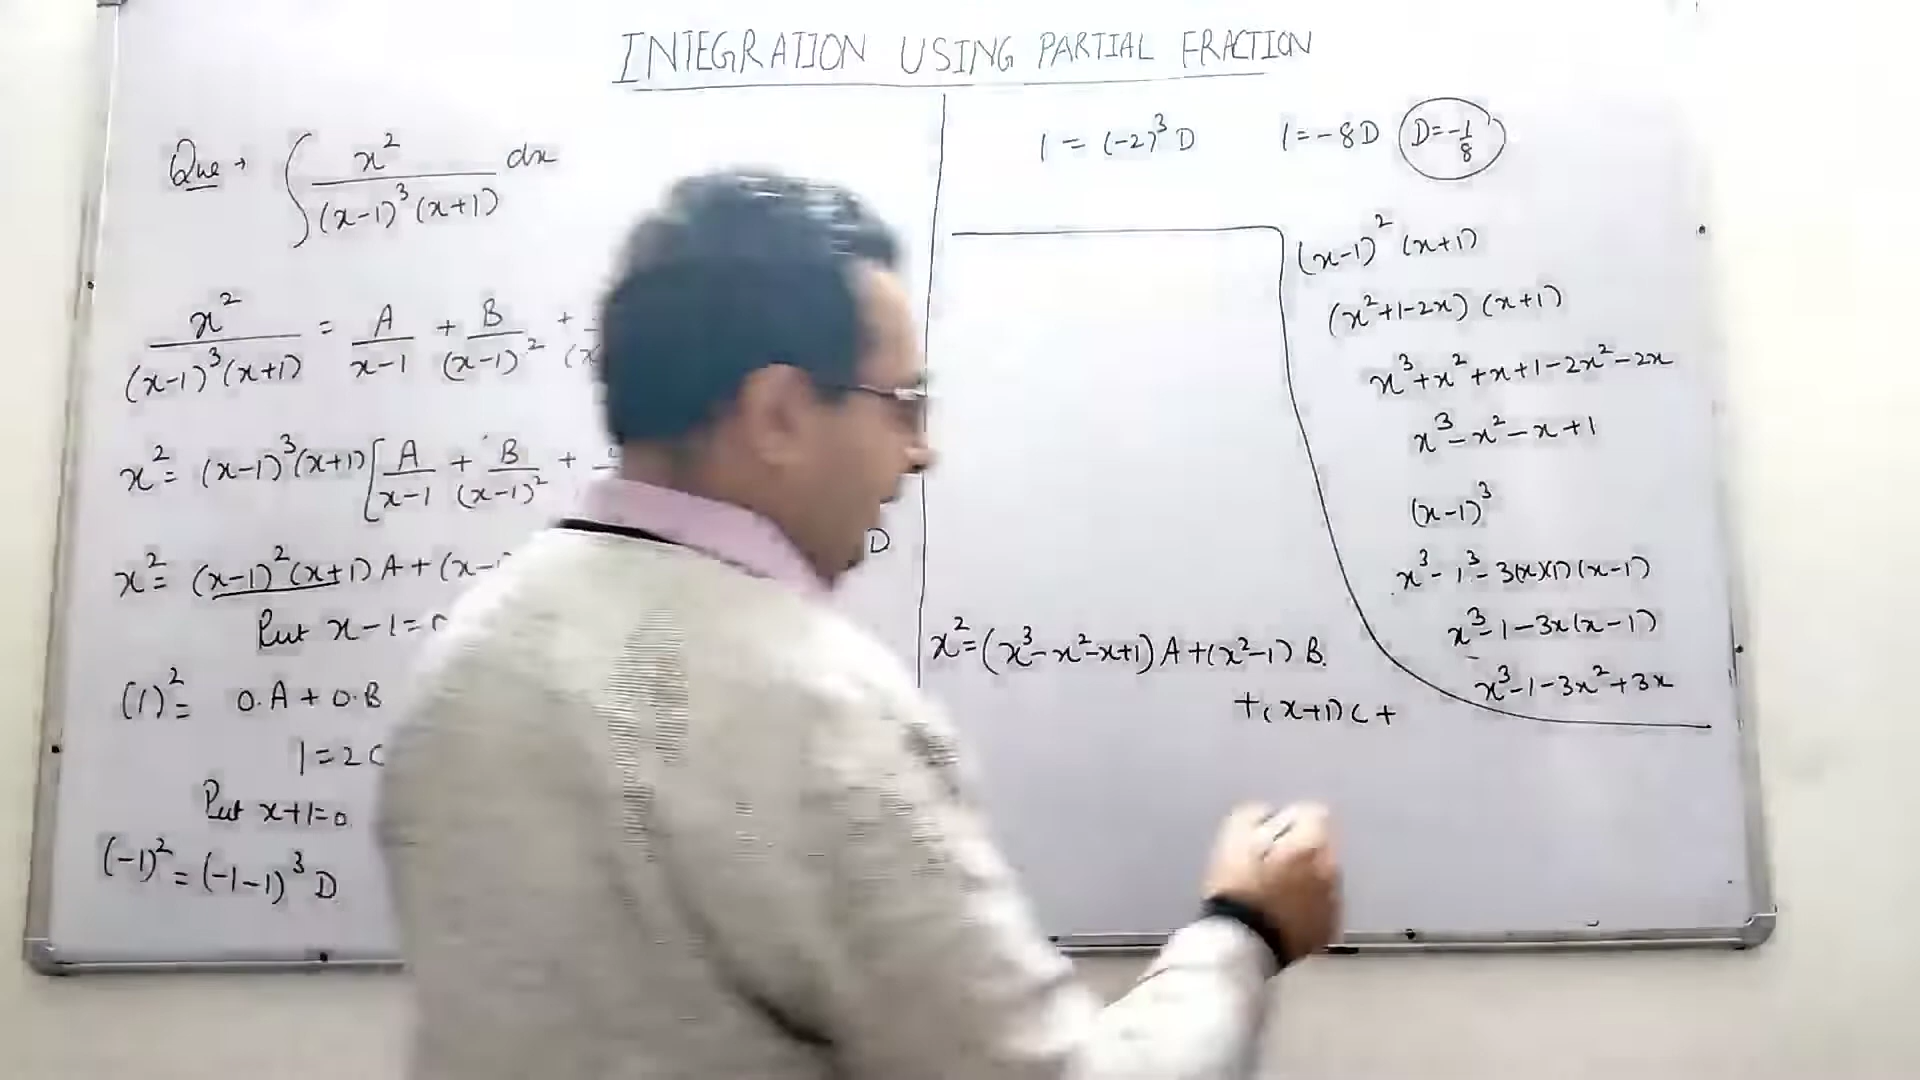 INTEGRATION USING PARTIAL FRACTION
Que → ∫ x² / (x-1)³(x+1) dx
x² / (x-1)³(x+1) = A / x-1 + B / (x-1)² +
x² = (x-1)³(x+1)[A / x-1 + B / (x-1)² +
x² = (x-1)²(x+1)A + (x- D
Put x-1=
(1)² = 0.A + 0.B
1=2C
Put x+1=0
(-1)² = (-1-1)³ D
1 = (-2)³ D 1=-8D D=-1/8
(x-1)² (x+1)
(x²+1-2x) (x+1)
x³+x²+x+1-2x²-2x
x³-x²-x+1
(x-1)³
x³-1³-3(x)(1)(x-1)
x³-1-3x(x-1)
x³-1-3x²+3x
x²=(x³-x²-x+1)A+(x²-1)B
+(x+1)C+